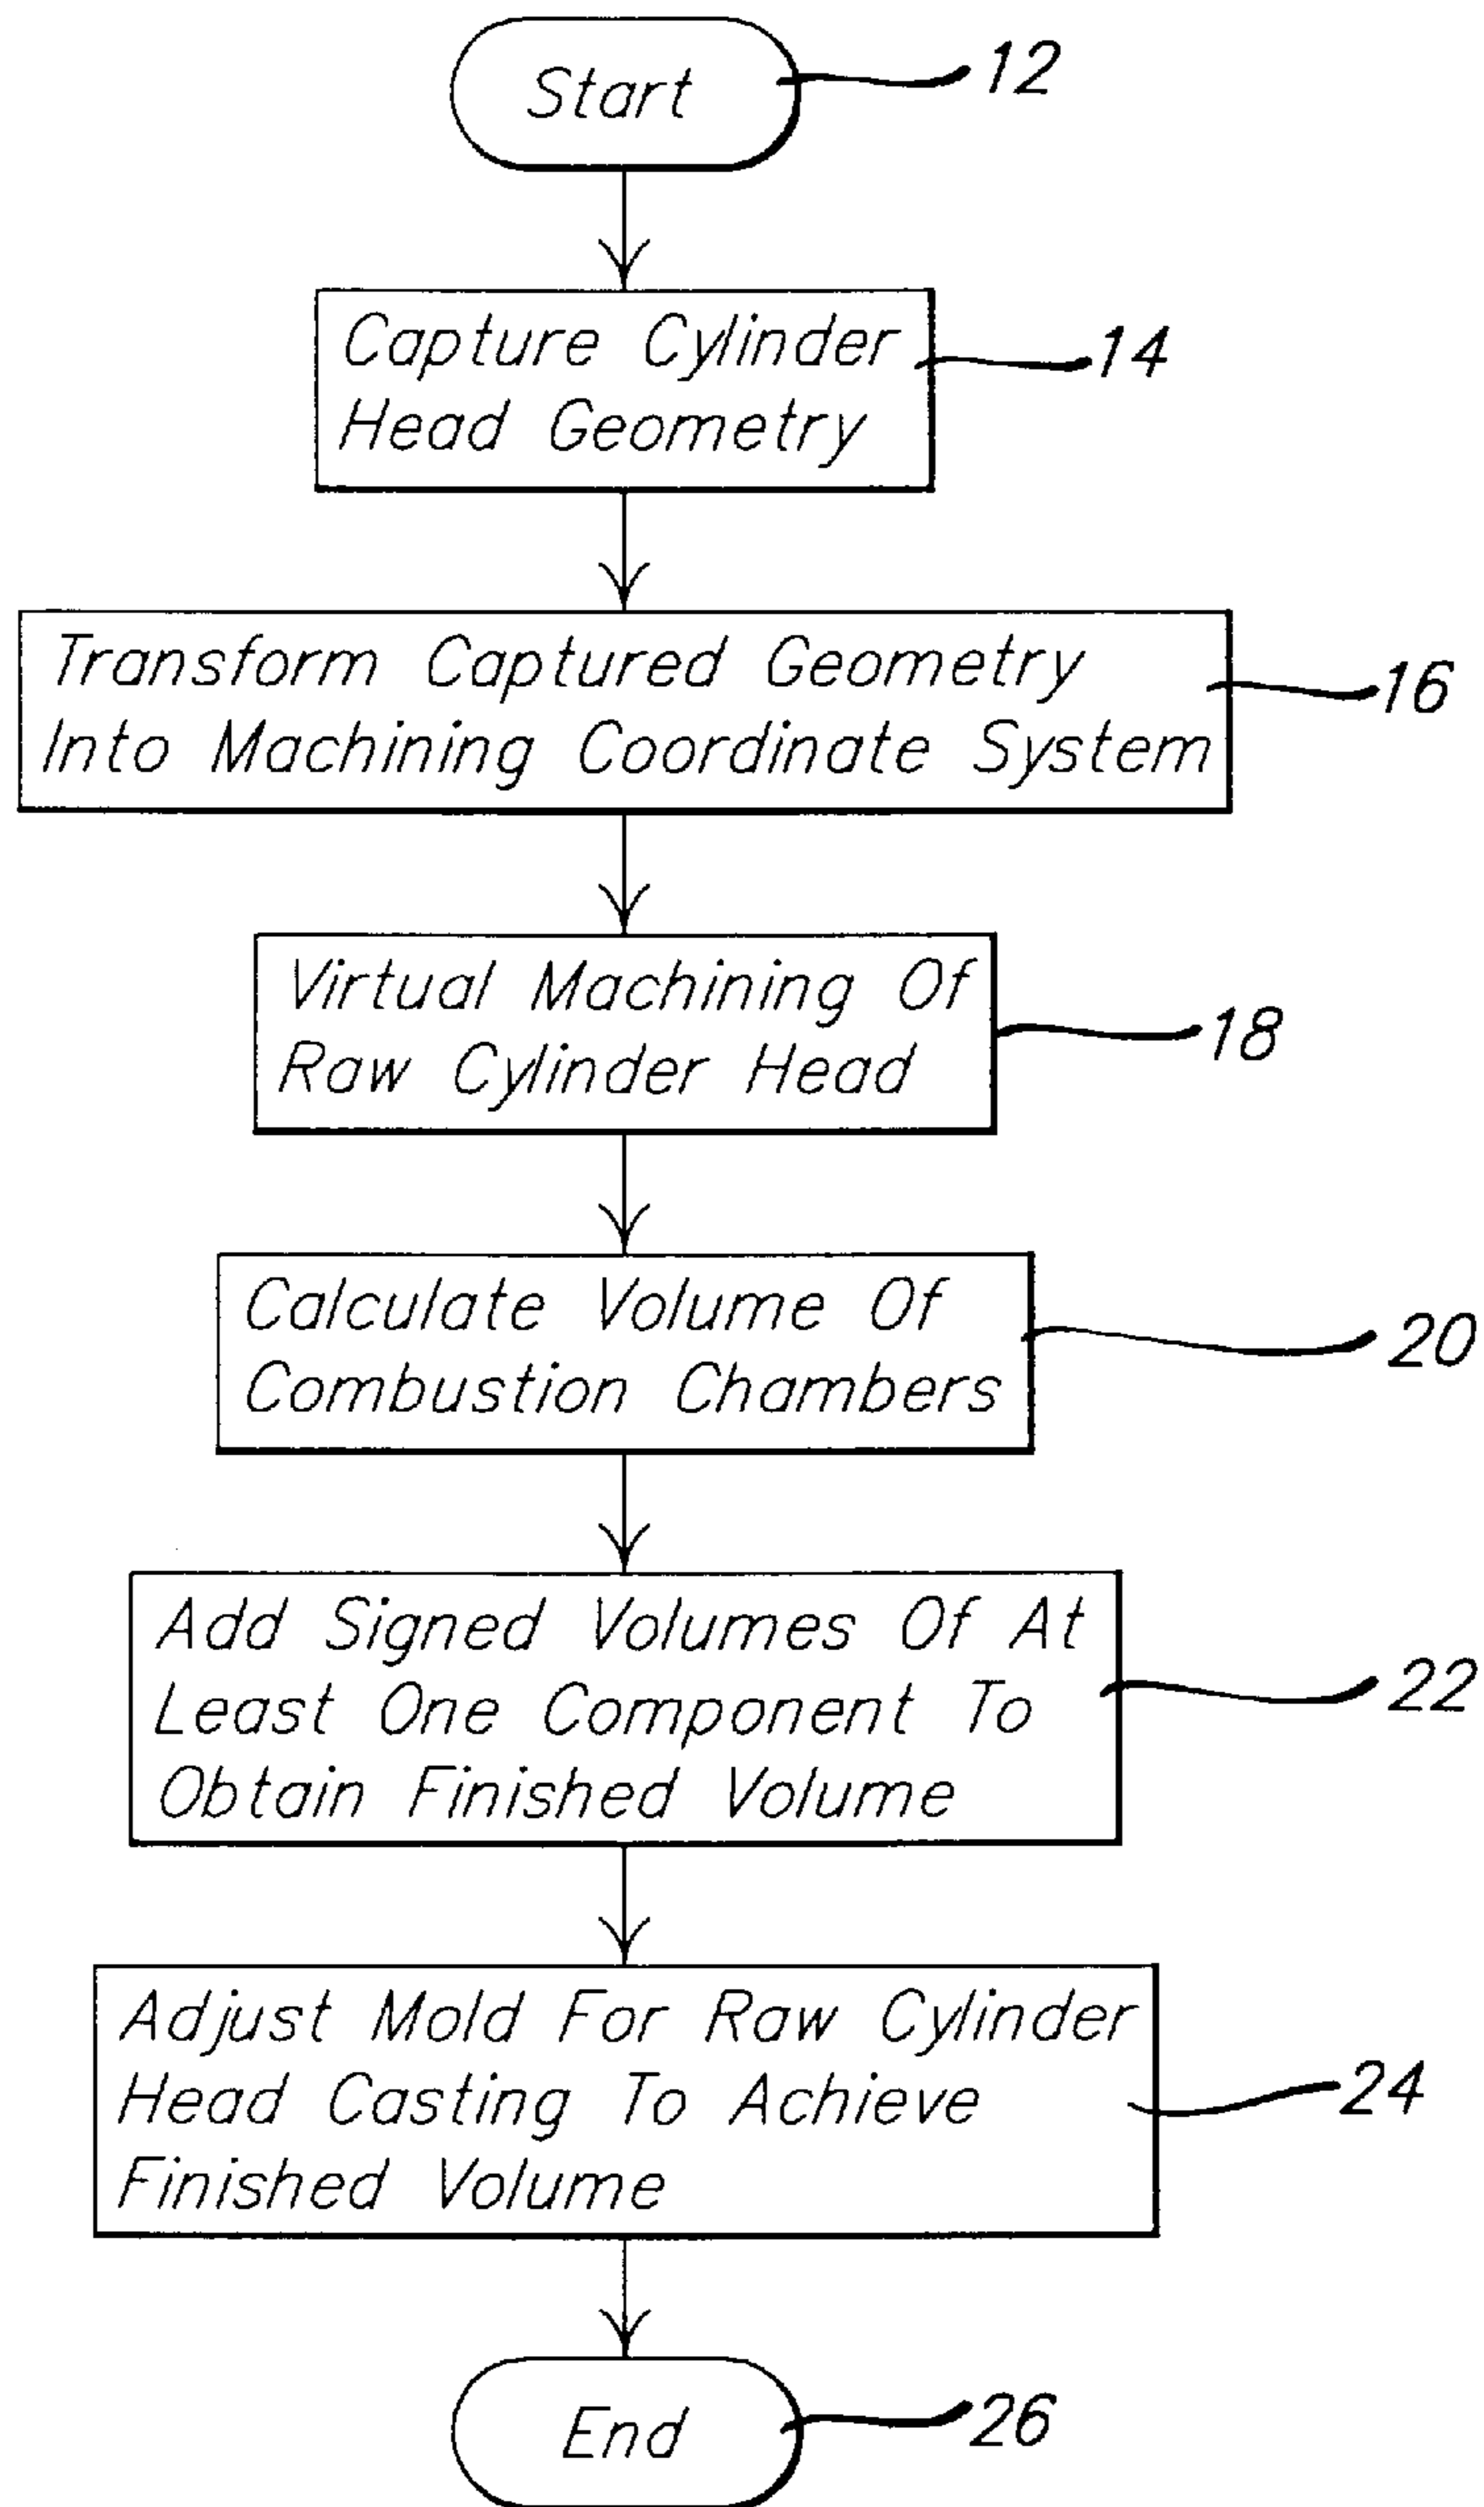 Start
12
Capture Cylinder
Head Geometry
14
Transform Captured Geometry
Into Machining Coordinate System
16
Virtual Machining Of
Raw Cylinder Head
18
Calculate Volume Of
Combustion Chambers
20
Add Signed Volumes Of At
Least One Component To
Obtain Finished Volume
22
Adjust Mold For Raw Cylinder
Head Casting To Achieve
Finished Volume
24
End
26